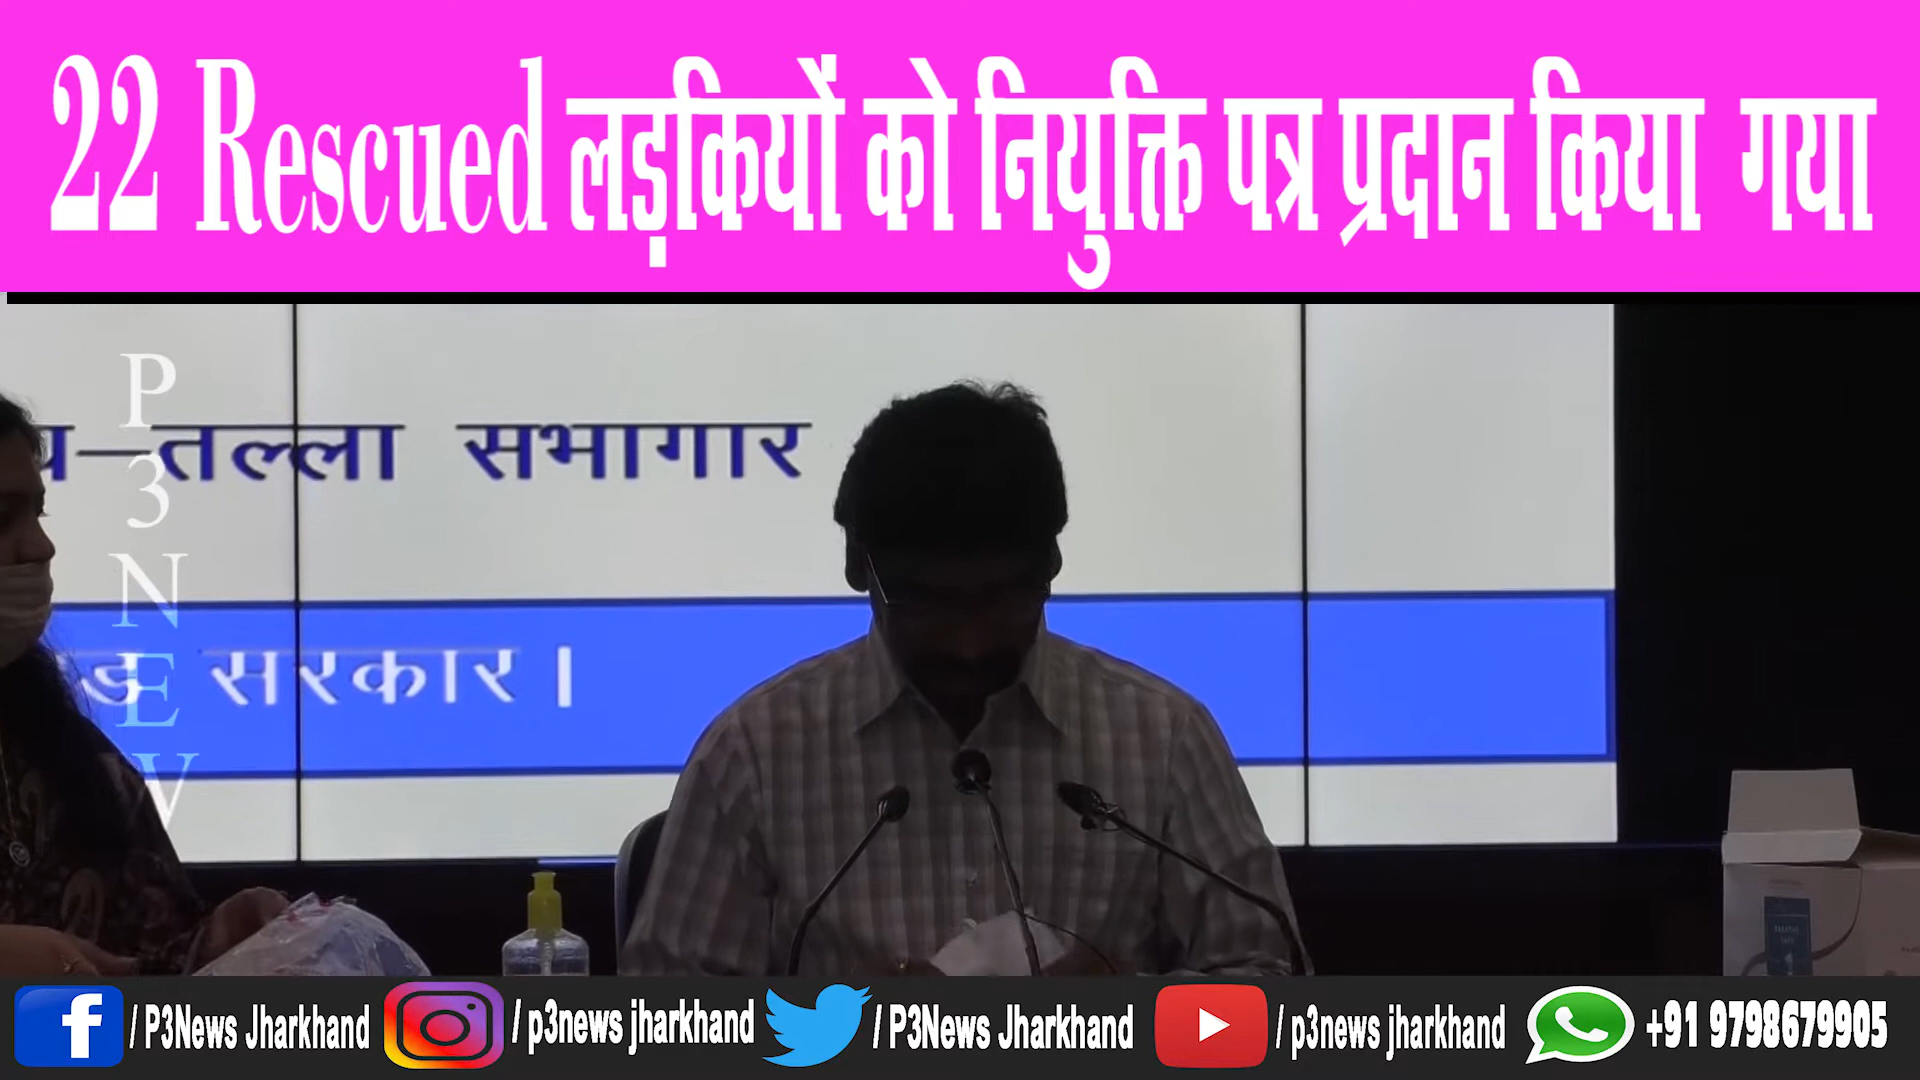 22 Rescued लड़कियों को नियुक्ति पत्र प्रदान किया गया
तल्ला सभागार
सरकार।
P
3
N
E
/ P3News Jharkhand
/ p3news jharkhand
/ P3News Jharkhand
/ p3news jharkhand
+91 9798679905